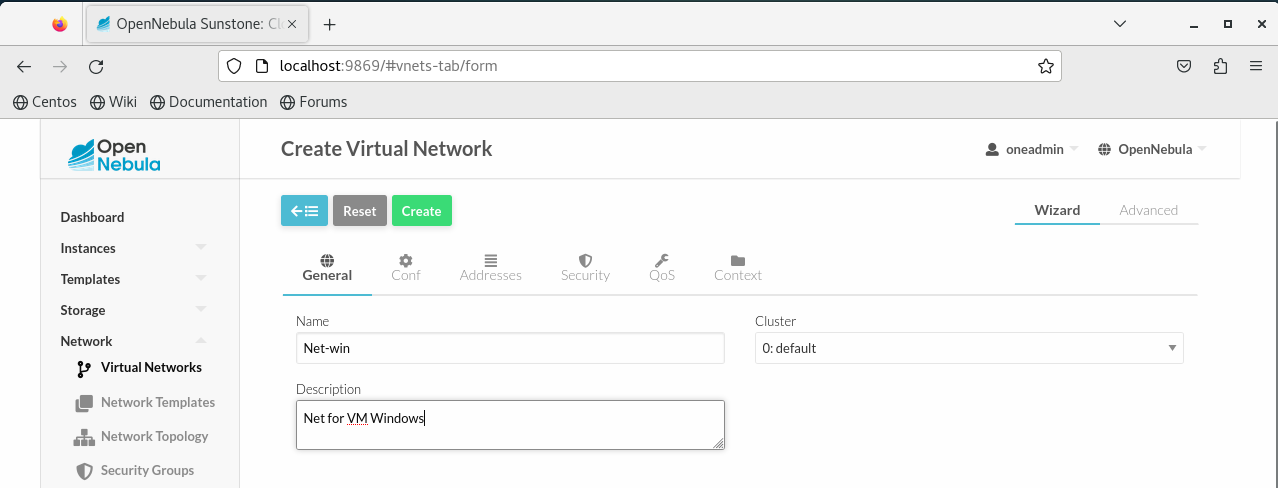 OpenNebula Sunstone: Cl
localhost:9869/#vnets-tab/form
Centos Wiki Documentation Forums
Open
Nebula
Create Virtual Network
oneadmin OpenNebula
Reset Create
Wizard Advanced
Dashboard
Instances
Templates
Storage
Network
Virtual Networks
Network Templates
Network Topology
Security Groups
General Conf Addresses Security QoS Context
Name
Net-win
Cluster
0: default
Description
Net for VM Windows